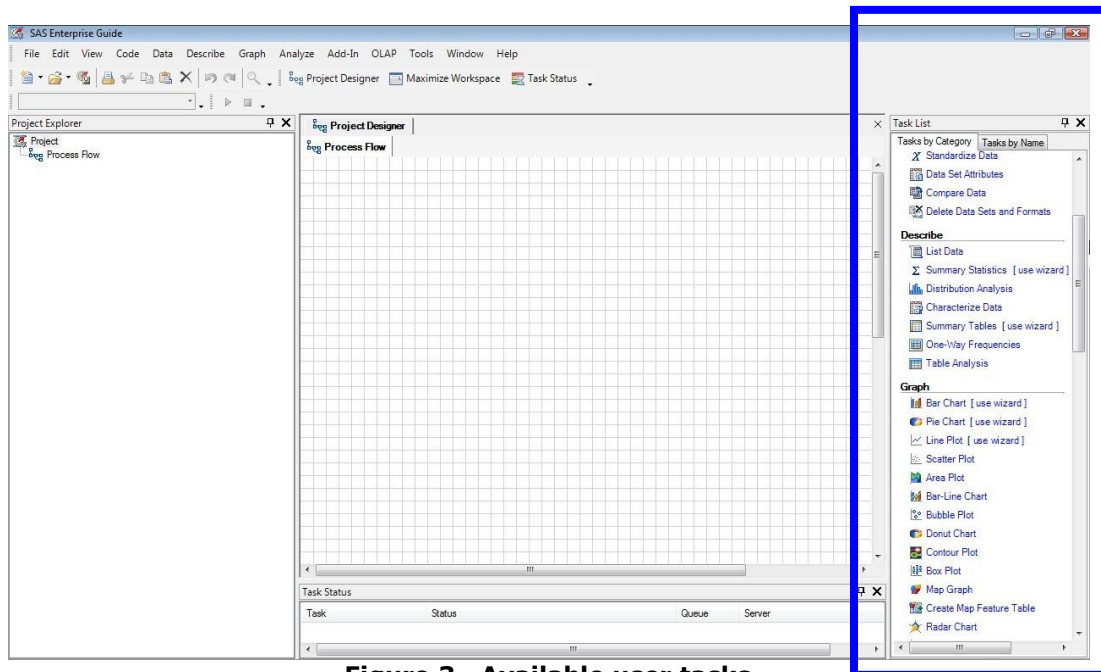 SAS Enterprise Guide
File Edit View Code Data Describe Graph Analyze Add-In OLAP Tools Window Help
Project Designer Maximize Workspace Task Status
Project Explorer
Project
Process Flow
Project Designer
Process Flow
Task Status
Task Status Queue Server
Task List
Tasks by Category Tasks by Name
Standardize Data
Data Set Attributes
Compare Data
Delete Data Sets and Formats
Describe
List Data
Summary Statistics [ use wizard ]
Distribution Analysis
Characterize Data
Summary Tables [ use wizard ]
One-Way Frequencies
Table Analysis
Graph
Bar Chart [ use wizard ]
Pie Chart [ use wizard ]
Line Plot [ use wizard ]
Scatter Plot
Area Plot
Bar-Line Chart
Bubble Plot
Donut Chart
Contour Plot
Box Plot
Map Graph
Create Map Feature Table
Radar Chart
Figure 3 Available user tasks